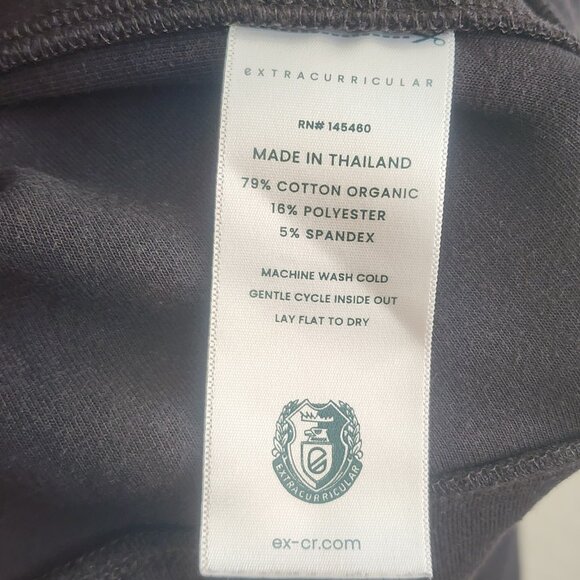 eXTRACURRICULAR
RN# 145460
MADE IN THAILAND
79% COTTON ORGANIC
16% POLYESTER
5% SPANDEX
MACHINE WASH COLD
GENTLE CYCLE INSIDE OUT
LAY FLAT TO DRY
EXTRACURRICULAR
ex-cr.com